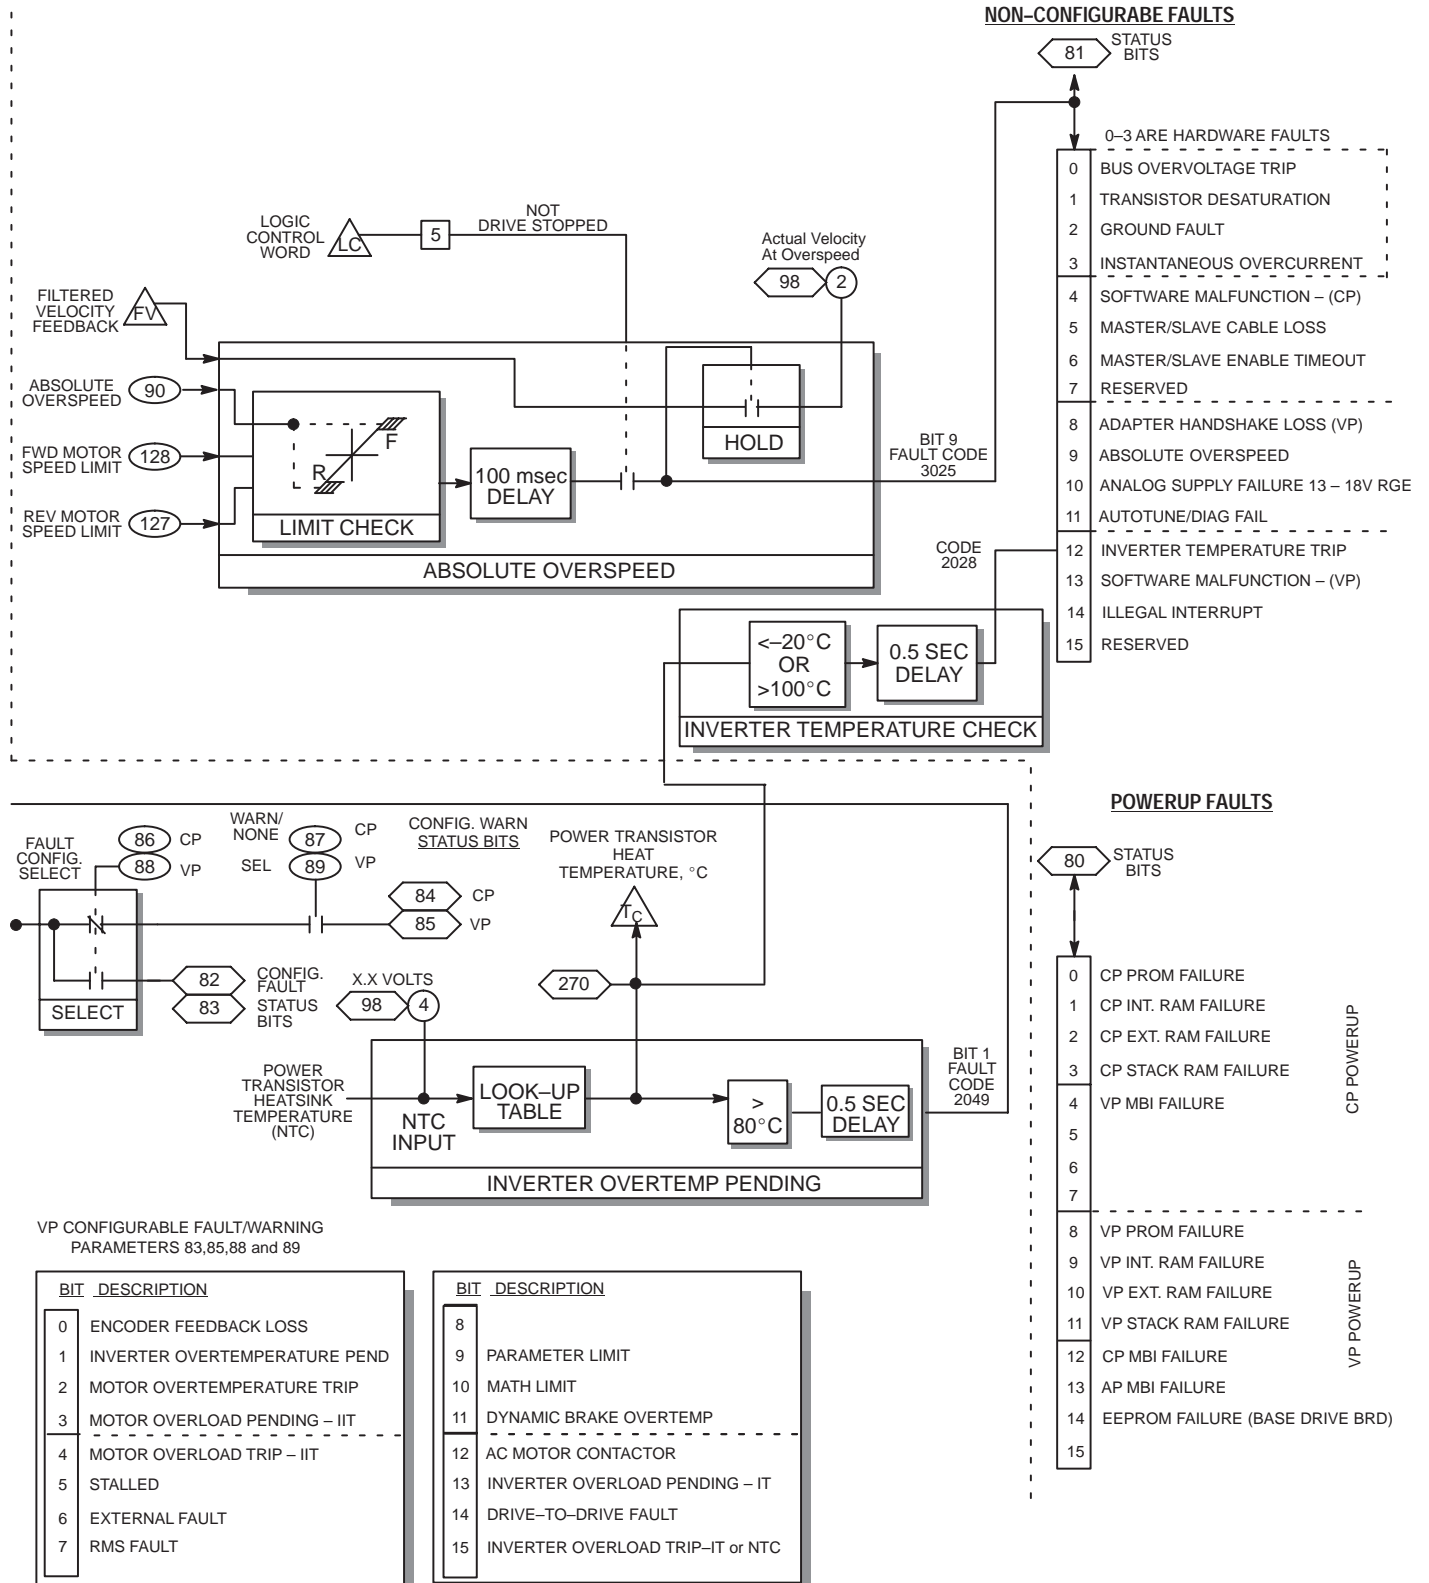 NON–CONFIGURABE FAULTS
81
STATUS
BITS
0–3 ARE HARDWARE FAULTS
0 BUS OVERVOLTAGE TRIP
1 TRANSISTOR DESATURATION
2 GROUND FAULT
3 INSTANTANEOUS OVERCURRENT
4 SOFTWARE MALFUNCTION – (CP)
5 MASTER/SLAVE CABLE LOSS
6 MASTER/SLAVE ENABLE TIMEOUT
7 RESERVED
8 ADAPTER HANDSHAKE LOSS (VP)
9 ABSOLUTE OVERSPEED
10 ANALOG SUPPLY FAILURE 13 – 18V RGE
11 AUTOTUNE/DIAG FAIL
12 INVERTER TEMPERATURE TRIP
13 SOFTWARE MALFUNCTION – (VP)
14 ILLEGAL INTERRUPT
15 RESERVED
LOGIC
CONTROL
WORD
LC
5
NOT
DRIVE STOPPED
Actual Velocity
At Overspeed
98
2
FILTERED
VELOCITY
FEEDBACK
FV
ABSOLUTE
OVERSPEED
90
FWD MOTOR
SPEED LIMIT
128
REV MOTOR
SPEED LIMIT
127
F
R
LIMIT CHECK
100 msec
DELAY
HOLD
ABSOLUTE OVERSPEED
BIT 9
FAULT CODE
3025
CODE
2028
<–20°C
OR
>100°C
0.5 SEC
DELAY
INVERTER TEMPERATURE CHECK
FAULT
CONFIG.
SELECT
86 CP
88 VP
WARN/
NONE
SEL
87 CP
89 VP
CONFIG. WARN
STATUS BITS
84 CP
85 VP
SELECT
82
83
CONFIG.
FAULT
STATUS
BITS
POWER TRANSISTOR
HEAT
TEMPERATURE, °C
TC
270
X.X VOLTS
98
4
POWER
TRANSISTOR
HEATSINK
TEMPERATURE
(NTC)
NTC
INPUT
LOOK–UP
TABLE
>
80°C
0.5 SEC
DELAY
INVERTER OVERTEMP PENDING
BIT 1
FAULT
CODE
2049
POWERUP FAULTS
80
STATUS
BITS
0 CP PROM FAILURE
1 CP INT. RAM FAILURE
2 CP EXT. RAM FAILURE
3 CP STACK RAM FAILURE
4 VP MBI FAILURE
5
6
7
CP POWERUP
8 VP PROM FAILURE
9 VP INT. RAM FAILURE
10 VP EXT. RAM FAILURE
11 VP STACK RAM FAILURE
12 CP MBI FAILURE
13 AP MBI FAILURE
14 EEPROM FAILURE (BASE DRIVE BRD)
15
VP POWERUP
VP CONFIGURABLE FAULT/WARNING
PARAMETERS 83,85,88 and 89
BIT DESCRIPTION
0 ENCODER FEEDBACK LOSS
1 INVERTER OVERTEMPERATURE PEND
2 MOTOR OVERTEMPERATURE TRIP
3 MOTOR OVERLOAD PENDING – IIT
4 MOTOR OVERLOAD TRIP – IIT
5 STALLED
6 EXTERNAL FAULT
7 RMS FAULT
BIT DESCRIPTION
8
9 PARAMETER LIMIT
10 MATH LIMIT
11 DYNAMIC BRAKE OVERTEMP
12 AC MOTOR CONTACTOR
13 INVERTER OVERLOAD PENDING – IT
14 DRIVE–TO–DRIVE FAULT
15 INVERTER OVERLOAD TRIP–IT or NTC